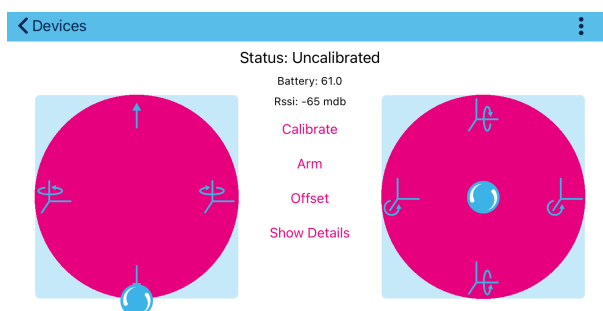 Devices
Status: Uncalibrated
Battery: 61.0
Rssi: -65 mdb
Calibrate
Arm
Offset
Show Details